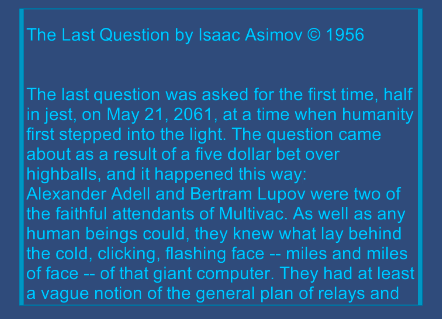 The Last Question by Isaac Asimov © 1956
The last question was asked for the first time, half
in jest, on May 21, 2061, at a time when humanity
first stepped into the light. The question came
about as a result of a five dollar bet over
highballs, and it happened this way:
Alexander Adell and Bertram Lupov were two of
the faithful attendants of Multivac. As well as any
human beings could, they knew what lay behind
the cold, clicking, flashing face -- miles and miles
of face -- of that giant computer. They had at least
a vague notion of the general plan of relays and